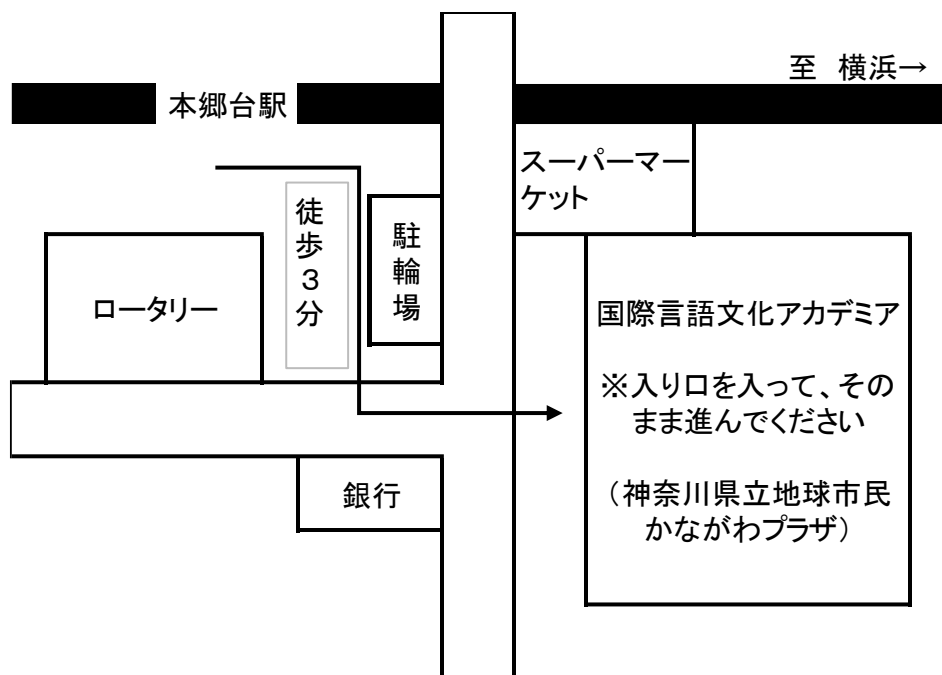 至　横浜→
本郷台駅
スーパーマー
ケット
徒歩３分
駐輪場
ロータリー
国際言語文化アカデミア
※入り口を入って、その
まま進んでください
（神奈川県立地球市民
かながわプラザ）
銀行